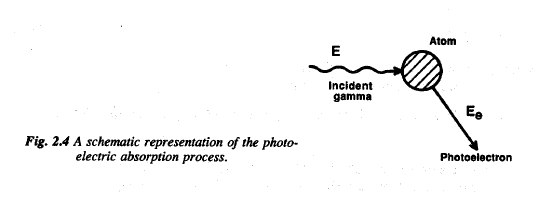 Atom
E
Incident
gamma
Ee
Photoelectron
Fig. 2.4 A schematic representation of the photo-
electric absorption process.